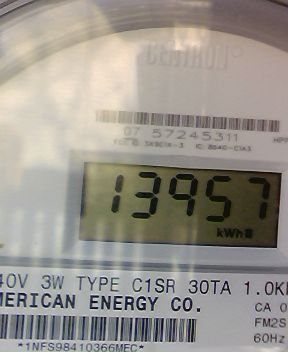 07 57245311
13957
kWh
40V 3W TYPE C1SR 30TA 1.0K
MERICAN ENERGY CO.
CA 0
FM2S
60Hz
*1NFS98410366MEC*